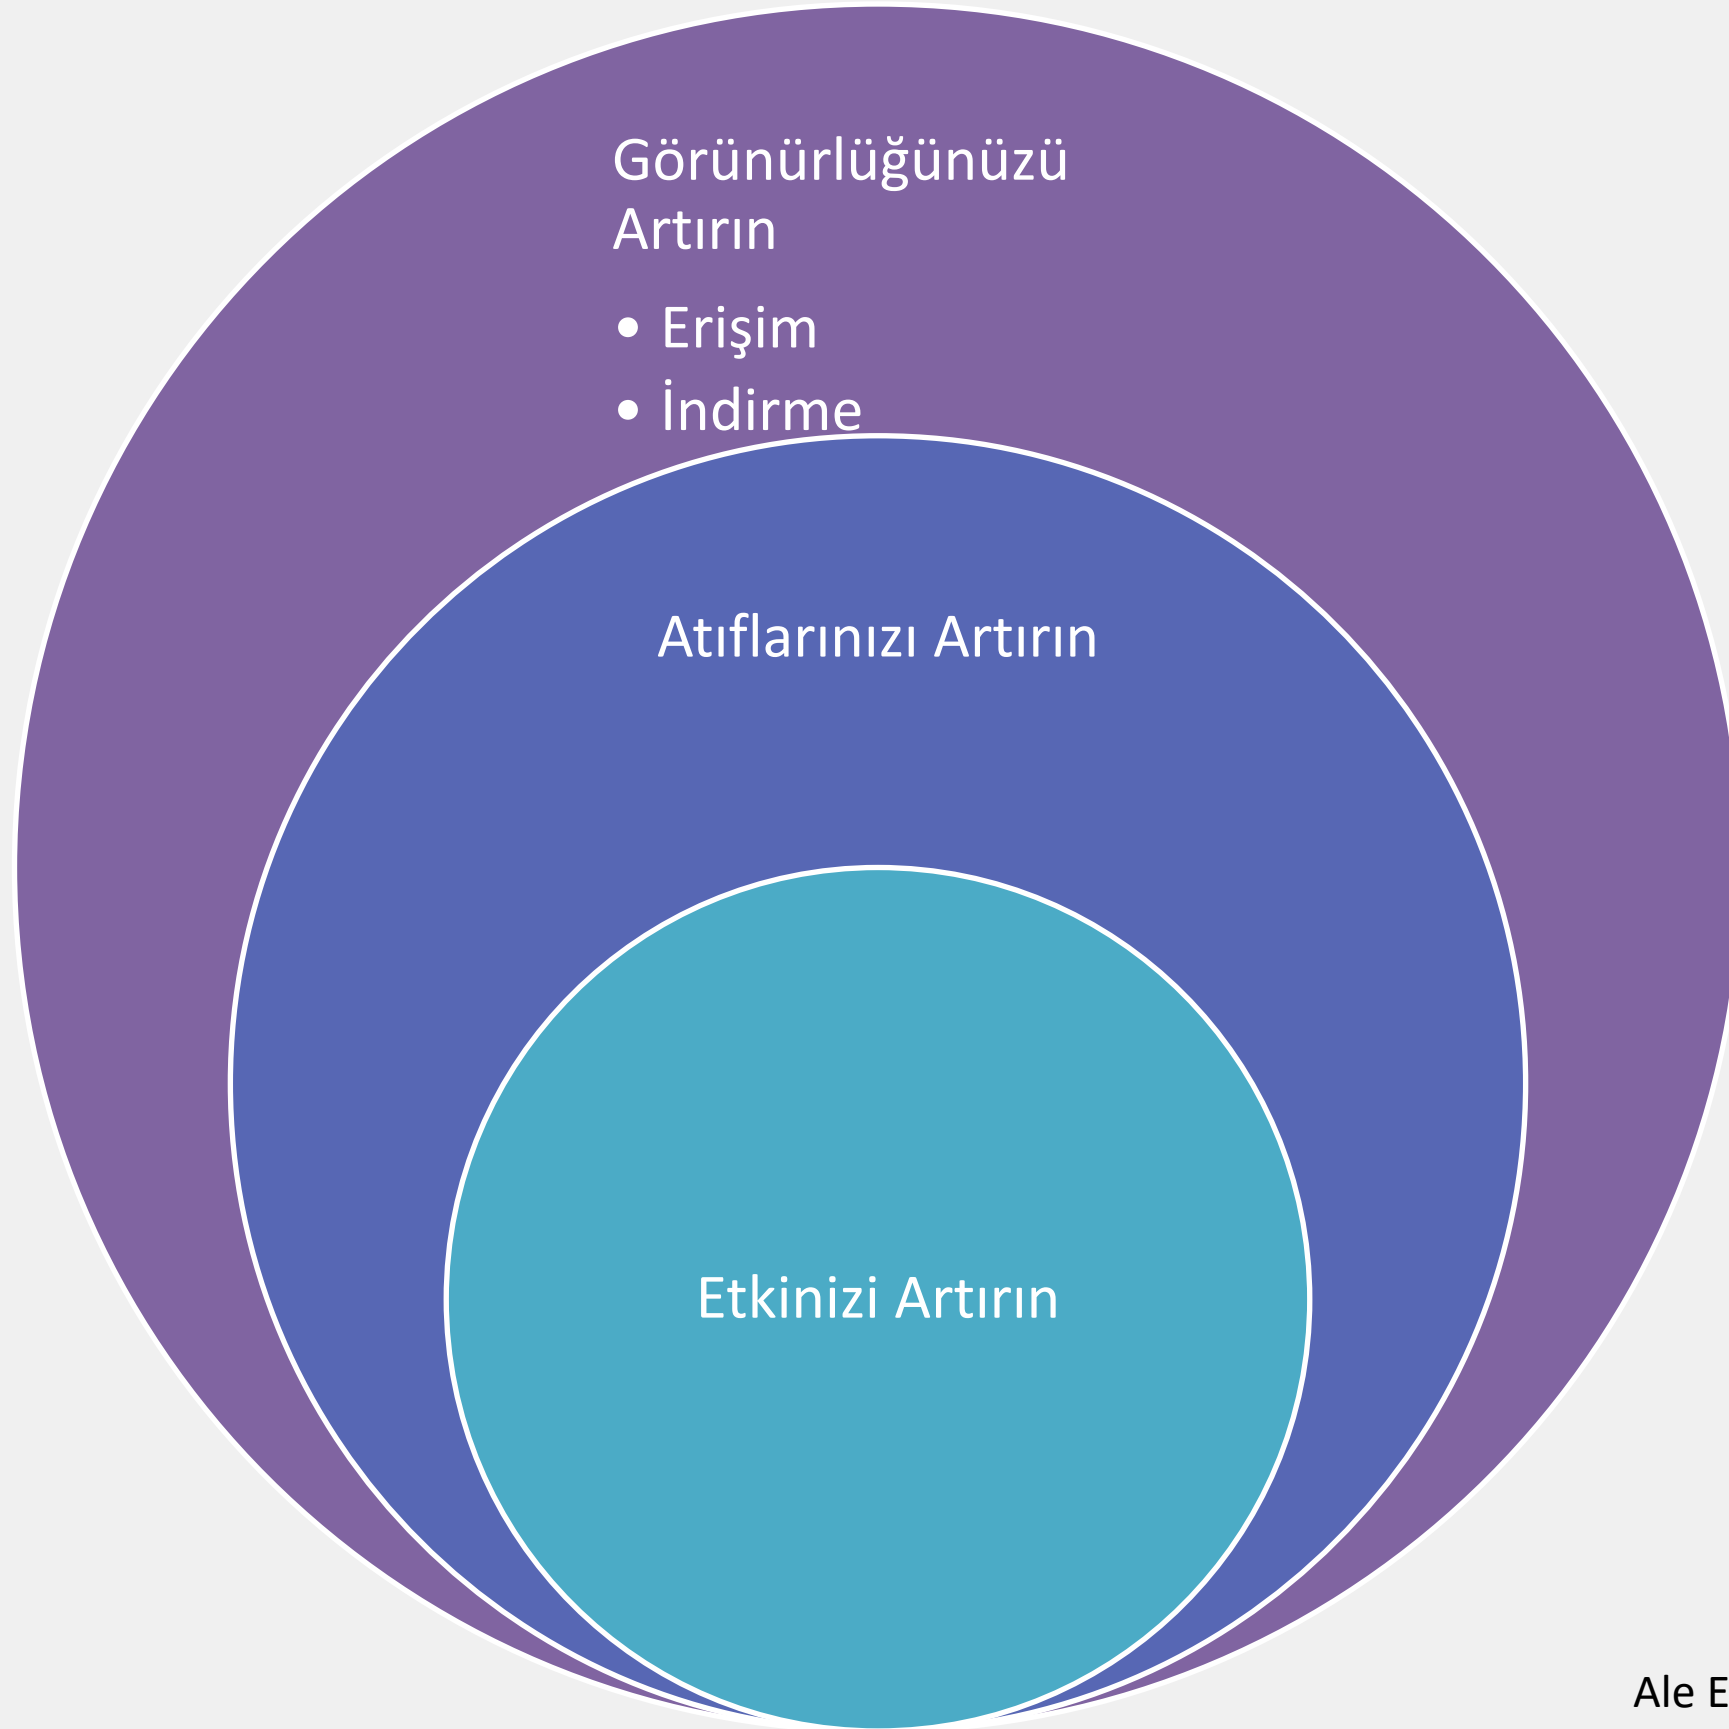 Görünürlüğünüzü
Artırın
• Erişim
• İndirme
Atıflarınızı Artırın
Etkinizi Artırın
Ale